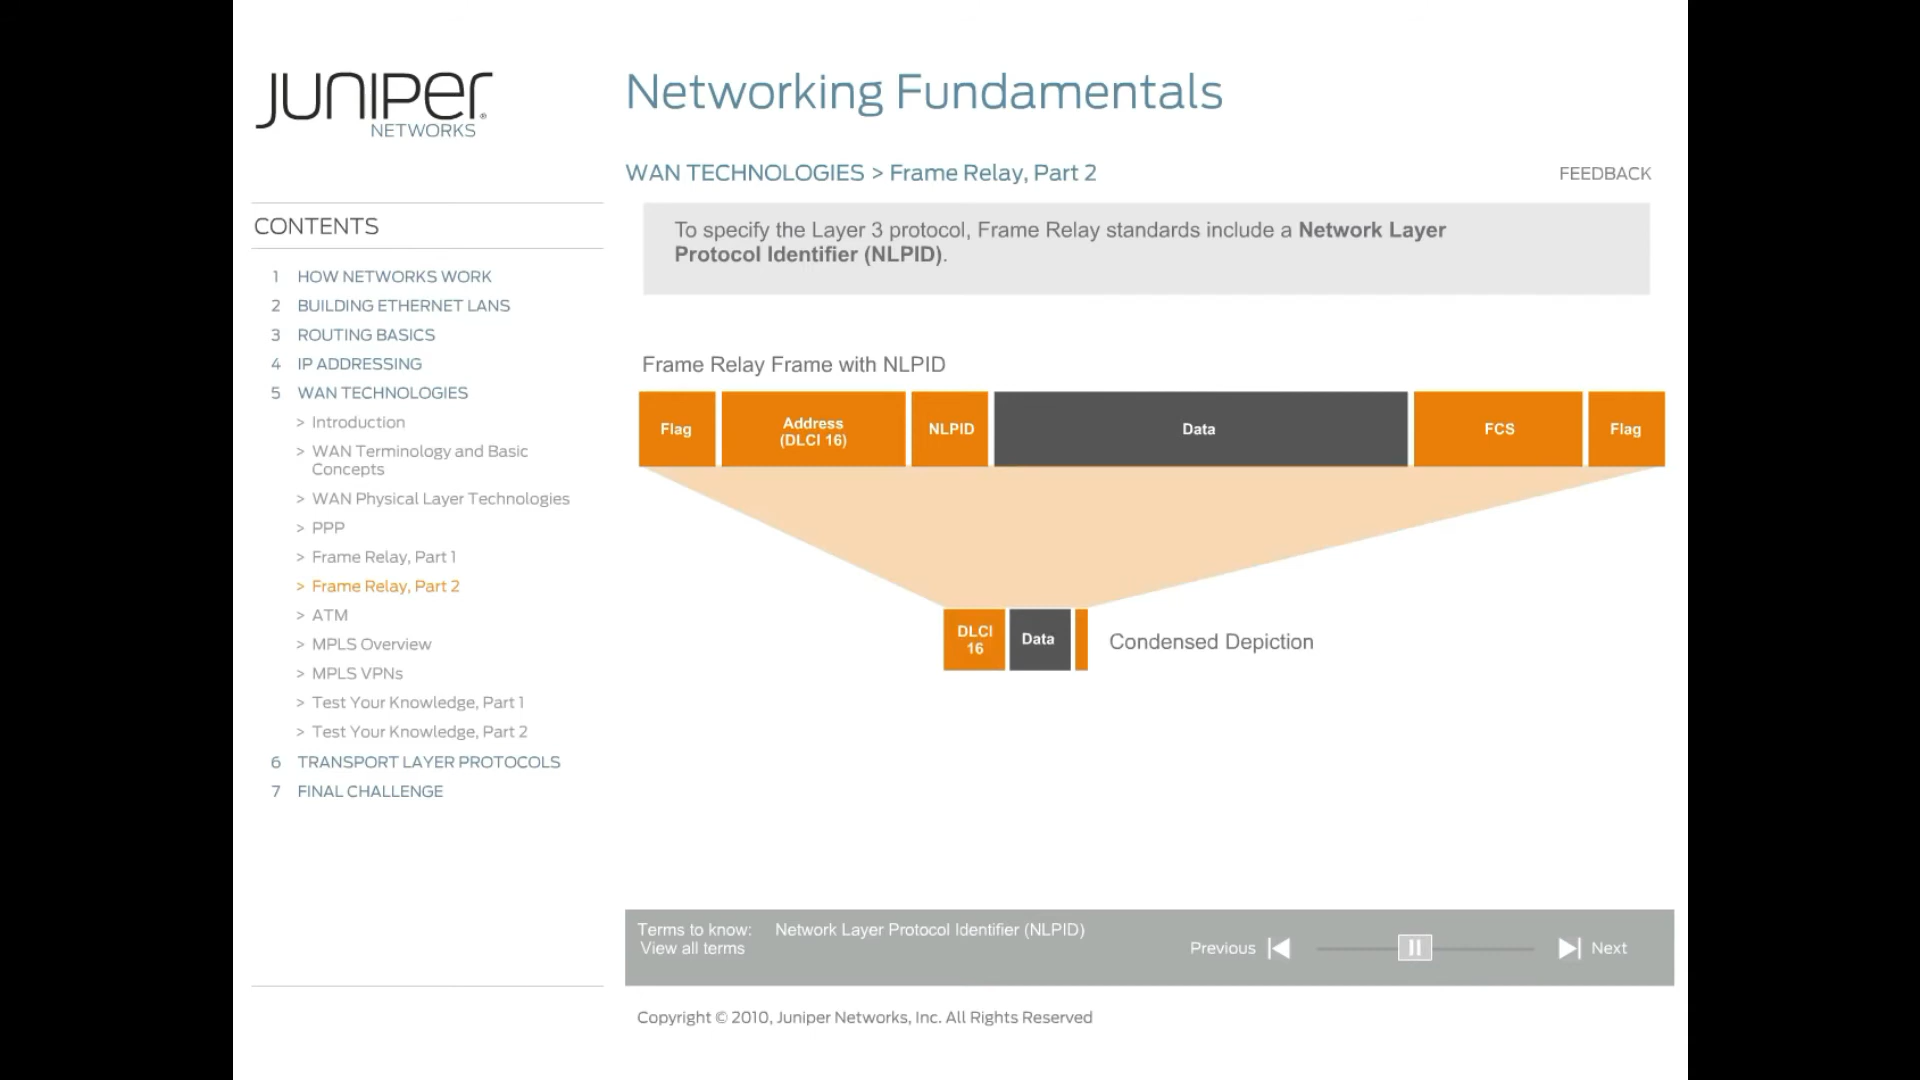 JUNIPER
NETWORKS
Networking Fundamentals
WAN TECHNOLOGIES > Frame Relay, Part 2
FEEDBACK
CONTENTS
1 HOW NETWORKS WORK
2 BUILDING ETHERNET LANS
3 ROUTING BASICS
4 IP ADDRESSING
5 WAN TECHNOLOGIES
> Introduction
> WAN Terminology and Basic
Concepts
> WAN Physical Layer Technologies
> PPP
> Frame Relay, Part 1
> Frame Relay, Part 2
> ATM
> MPLS Overview
> MPLS VPNs
> Test Your Knowledge, Part 1
> Test Your Knowledge, Part 2
6 TRANSPORT LAYER PROTOCOLS
7 FINAL CHALLENGE
To specify the Layer 3 protocol, Frame Relay standards include a Network Layer
Protocol Identifier (NLPID).
Frame Relay Frame with NLPID
Flag
Address
(DLCI 16)
NLPID
Data
FCS
Flag
DLCI
16
Data
Condensed Depiction
Terms to know: Network Layer Protocol Identifier (NLPID)
View all terms
Previous
Next
Copyright © 2010, Juniper Networks, Inc. All Rights Reserved